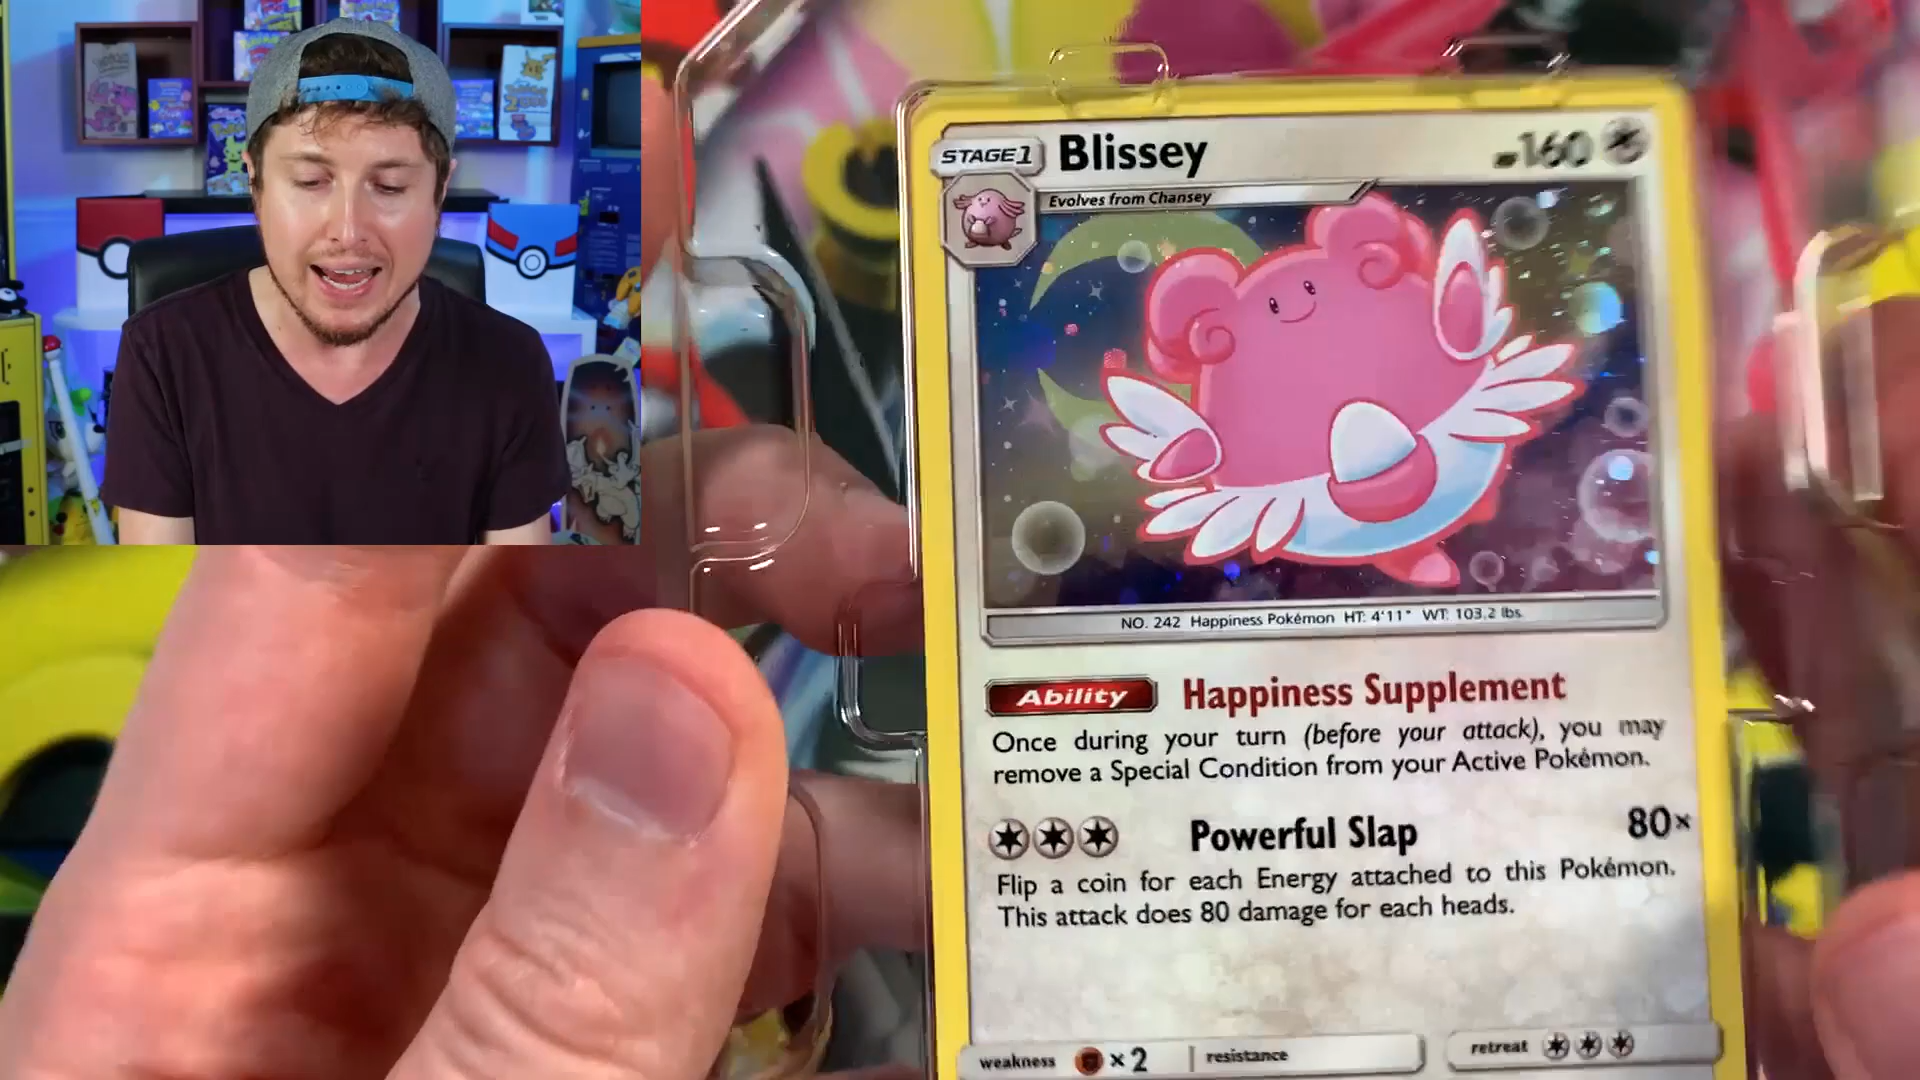 STAGE1
Blissey
HP160
Evolves from Chansey
NO. 242 Happiness Pokémon HT: 4'11" WT: 103.2 lbs.
Ability Happiness Supplement
Once during your turn (before your attack), you may
remove a Special Condition from your Active Pokémon.
Powerful Slap 80×
Flip a coin for each Energy attached to this Pokémon.
This attack does 80 damage for each heads.
weakness ×2 resistance retreat